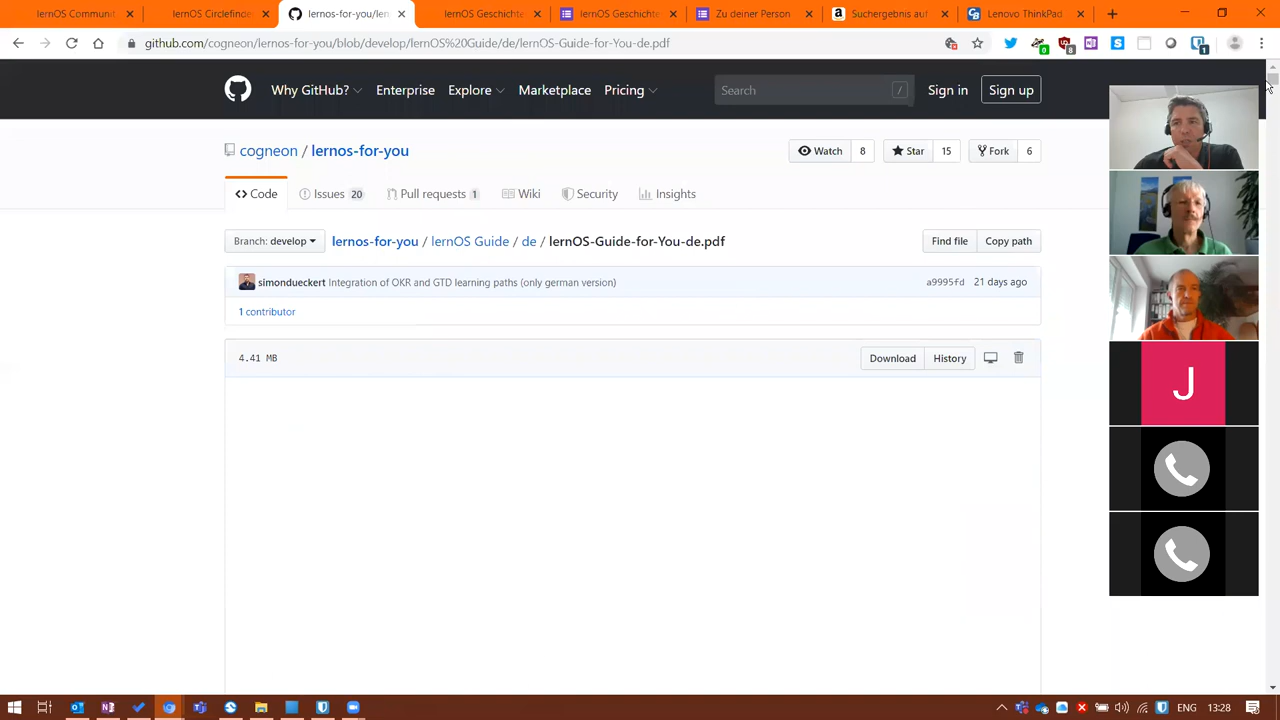 lernOS Communit
lernOS Circlefinde
lernos-for-you/ler
lernOS Geschichte
lernOS Geschichte
Zu deiner Person
Suchergebnis auf
Lenovo ThinkPad
github.com/cogneon/lernos-for-you/blob/develop/lernOS%20Guide/de/lernOS-Guide-for-You-de.pdf
0
8
1
Why GitHub?
Enterprise
Explore
Marketplace
Pricing
Search
/
Sign in
Sign up
cogneon / lernos-for-you
Watch 8
Star 15
Fork 6
Code
Issues 20
Pull requests 1
Wiki
Security
Insights
Branch: develop
lernos-for-you / lernOS Guide / de / lernOS-Guide-for-You-de.pdf
Find file
Copy path
simondueckert Integration of OKR and GTD learning paths (only german version)
a9995fd 21 days ago
1 contributor
4.41 MB
Download
History
J
ENG
13:28